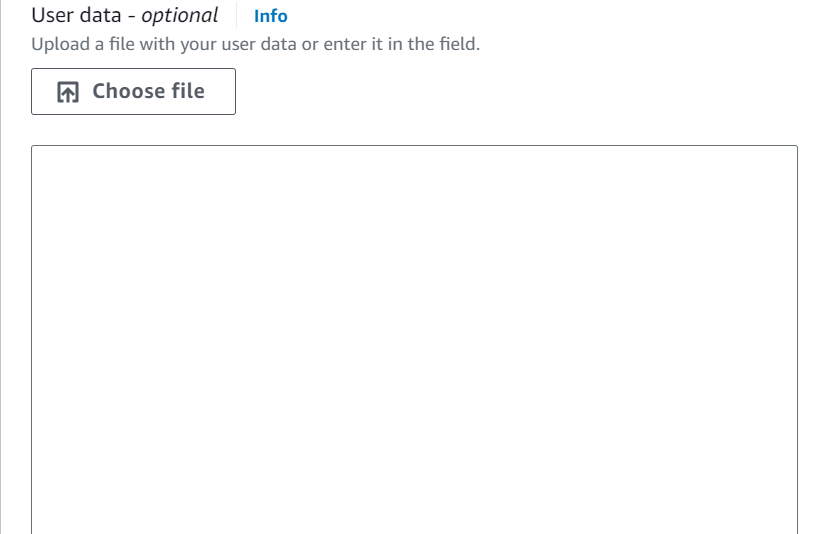 User data - optional Info
Upload a file with your user data or enter it in the field.
Choose file